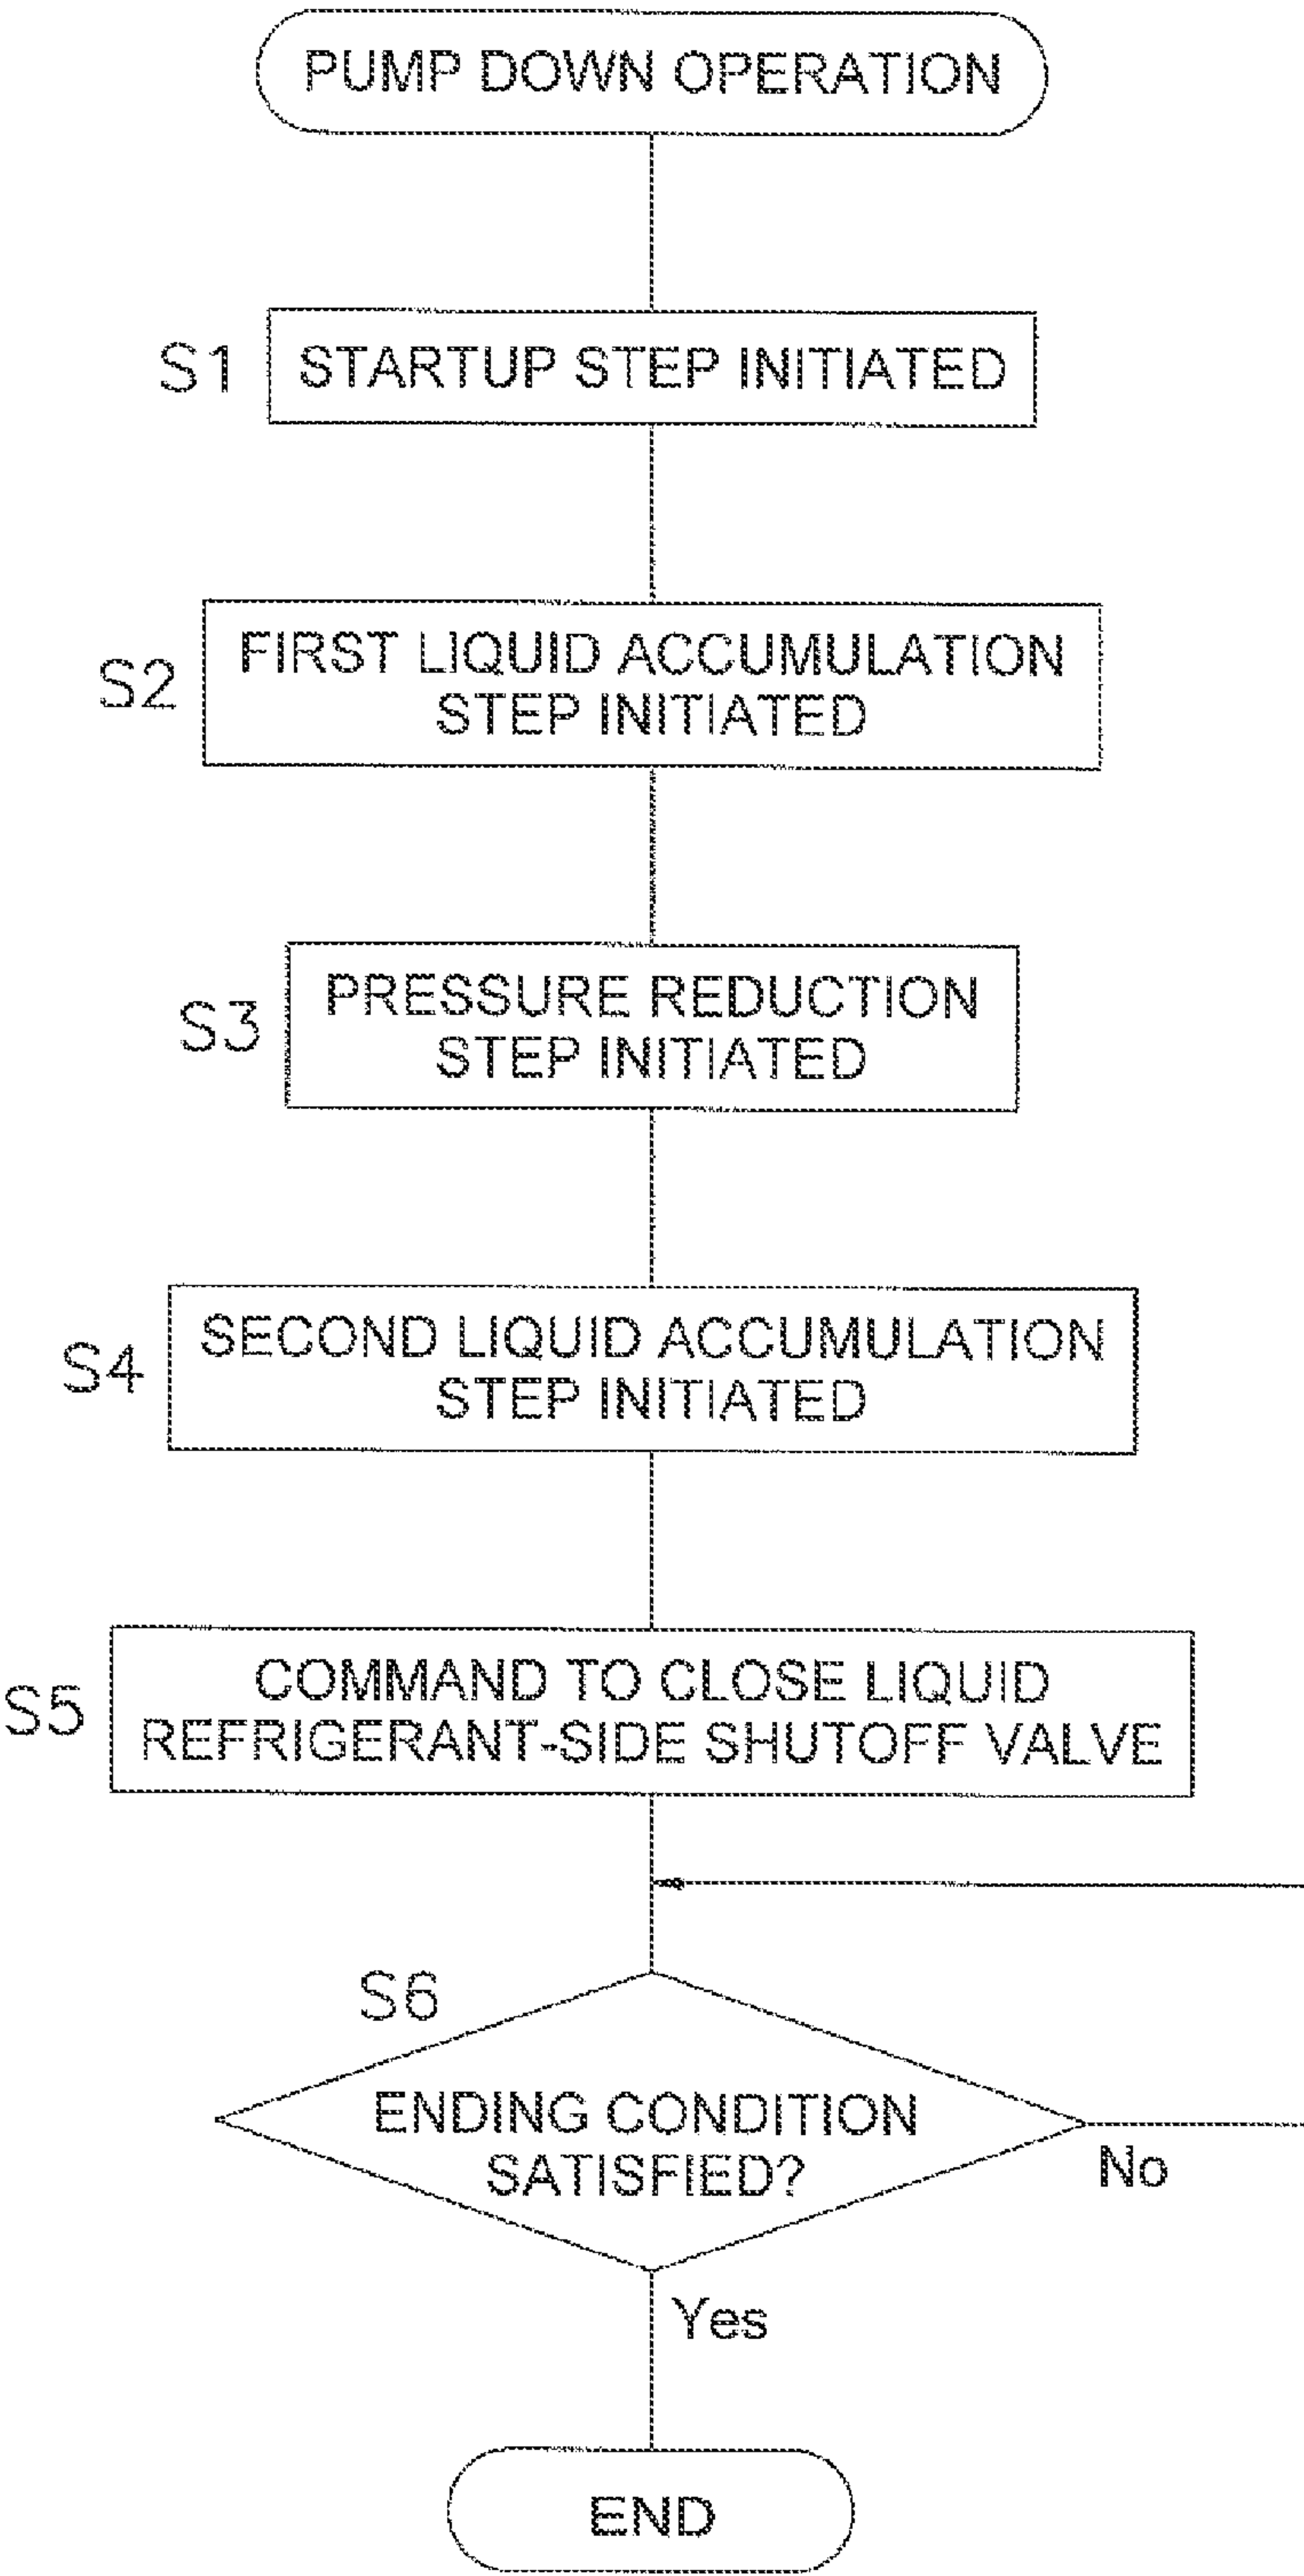 PUMP DOWN OPERATION
S1
STARTUP STEP INITIATED
S2
FIRST LIQUID ACCUMULATION
STEP INITIATED
S3
PRESSURE REDUCTION
STEP INITIATED
S4
SECOND LIQUID ACCUMULATION
STEP INITIATED
S5
COMMAND TO CLOSE LIQUID
REFRIGERANT-SIDE SHUTOFF VALVE
S6
ENDING CONDITION
SATISFIED?
No
Yes
END